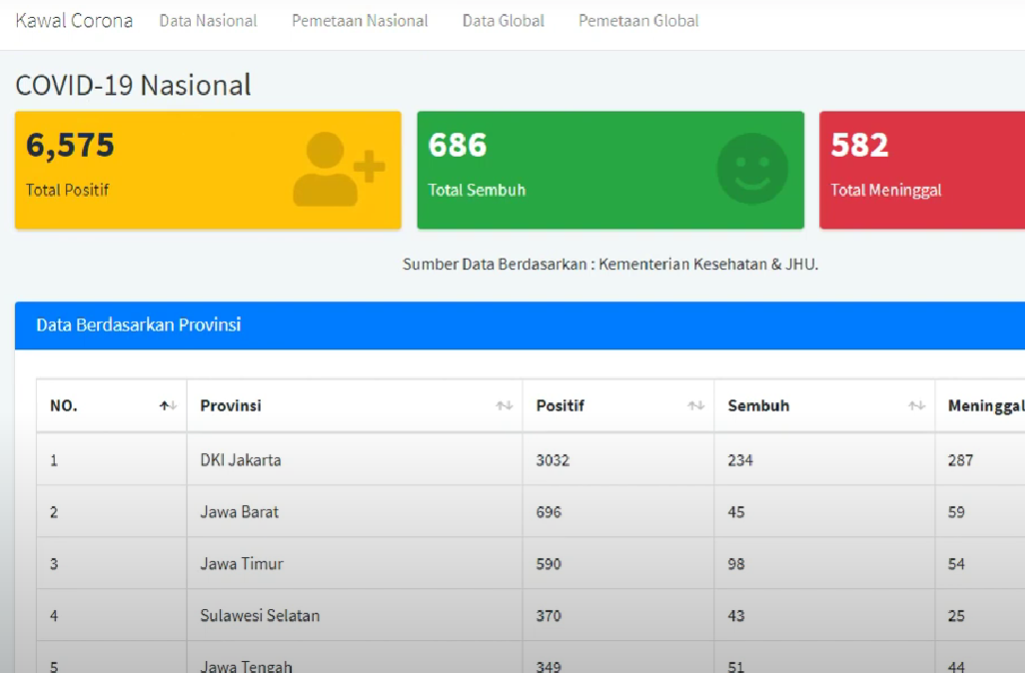 Kawal Corona Data Nasional Pemetaan Nasional Data Global Pemetaan Global
COVID-19 Nasional
6,575 686 582
Total Positif Total Sembuh Total Meninggal
Sumber Data Berdasarkan : Kementerian Kesehatan & JHU.
Data Berdasarkan Provinsi
NO. Provinsi Positif Sembuh Meninggal
1 DKI Jakarta 3032 234 287
2 Jawa Barat 696 45 59
3 Jawa Timur 590 98 54
4 Sulawesi Selatan 370 43 25
5 Jawa Tengah 349 51 44